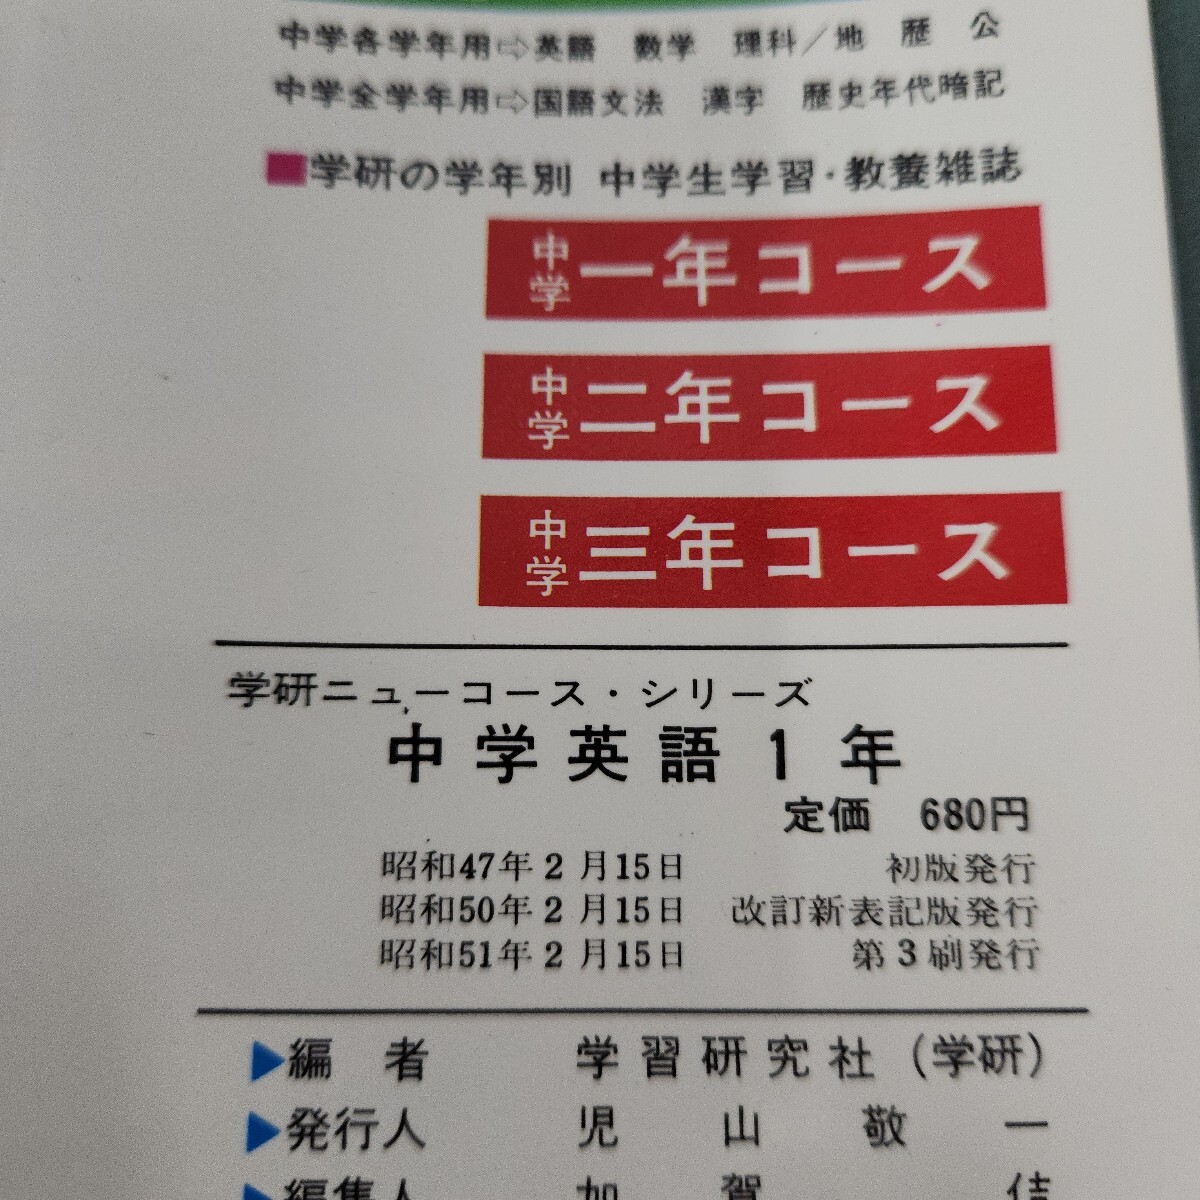 中学各学年用⇨英語 数学 理科/地 歴 公
中学全学年用⇨国語文法 漢字 歴史年代暗記
■学研の学年別 中学生学習・教養雑誌
中学一年コース
中学二年コース
中学三年コース
学研ニューコース・シリーズ
中学英語1年
定価 680円
昭和47年2月15日 初版発行
昭和50年2月15日 改訂新表記版発行
昭和51年2月15日 第3刷発行
▶編者 学習研究社(学研)
▶発行人 児山敬一
▶編集人 加賀 佳